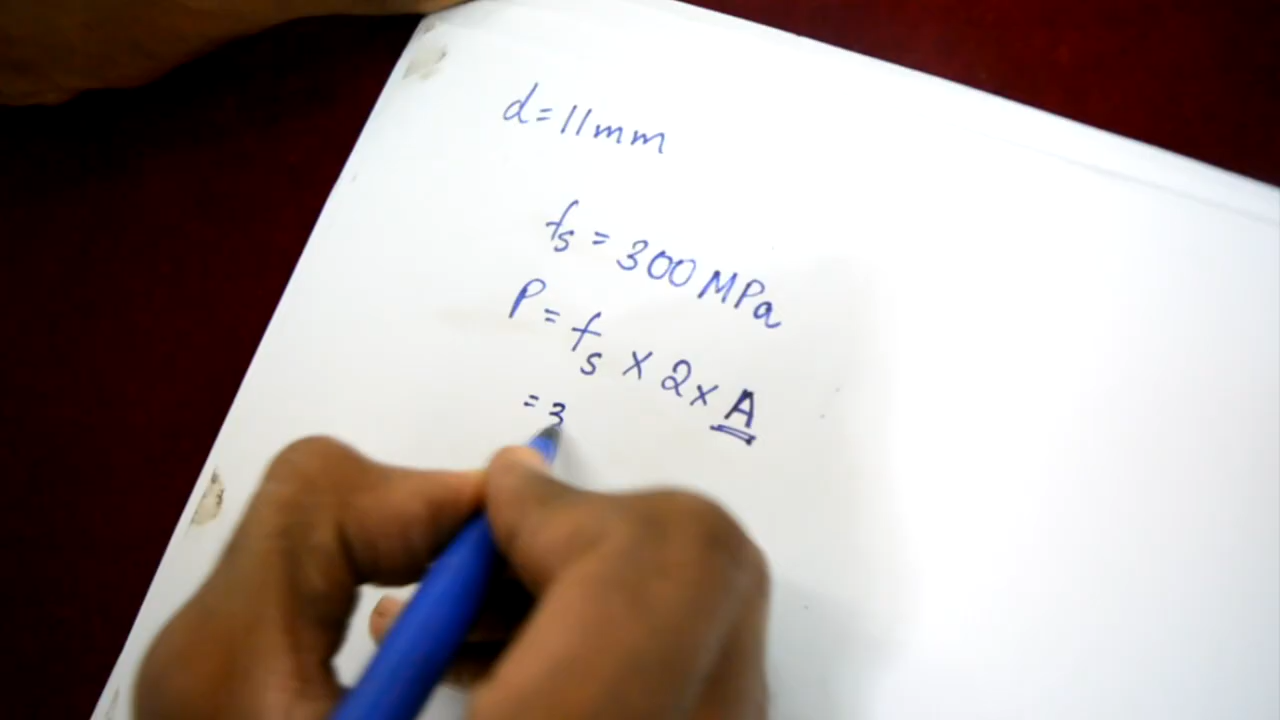 d=11mm
fs = 300 MPa
P = fs × 2 × A
= 3